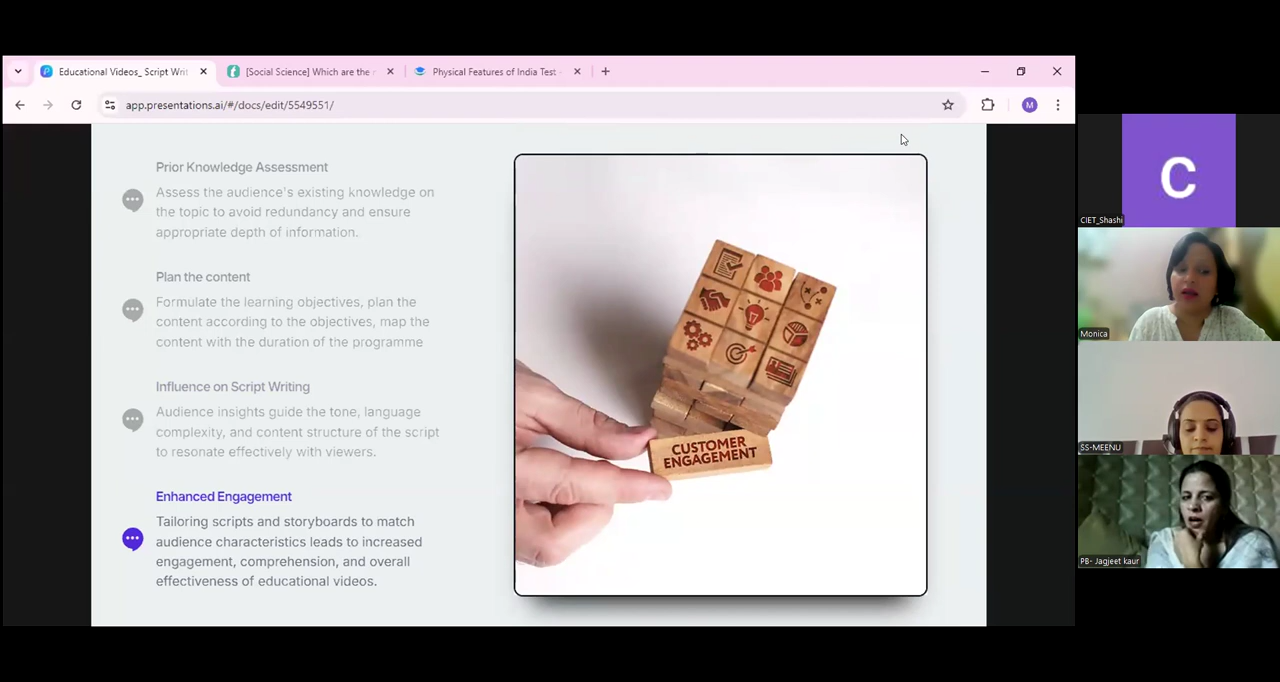 Educational Videos_ Script Writ
[Social Science] Which are the r
Physical Features of India Test -
app.presentations.ai/#/docs/edit/5549551/
M
Prior Knowledge Assessment
Assess the audience's existing knowledge on
the topic to avoid redundancy and ensure
appropriate depth of information.
Plan the content
Formulate the learning objectives, plan the
content according to the objectives, map the
content with the duration of the programme
Influence on Script Writing
Audience insights guide the tone, language
complexity, and content structure of the script
to resonate effectively with viewers.
Enhanced Engagement
Tailoring scripts and storyboards to match
audience characteristics leads to increased
engagement, comprehension, and overall
effectiveness of educational videos.
CUSTOMER
ENGAGEMENT
C
CIET_Shashi
Monica
SS-MEENU
PB- Jagjeet kaur